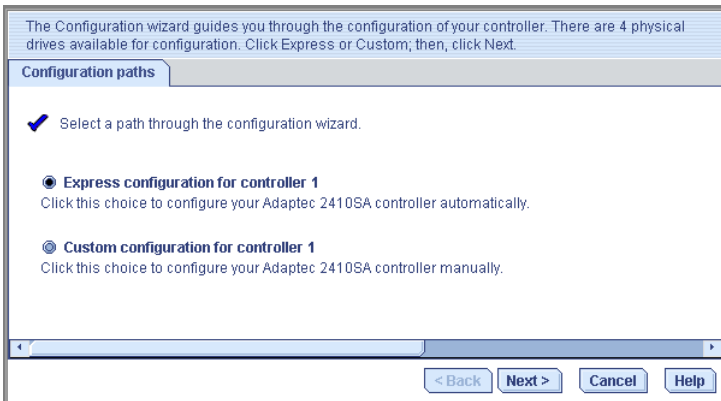 The Configuration wizard guides you through the configuration of your controller. There are 4 physical
drives available for configuration. Click Express or Custom; then, click Next.
Configuration paths
Select a path through the configuration wizard.
Express configuration for controller 1
Click this choice to configure your Adaptec 2410SA controller automatically.
Custom configuration for controller 1
Click this choice to configure your Adaptec 2410SA controller manually.
< Back Next > Cancel Help